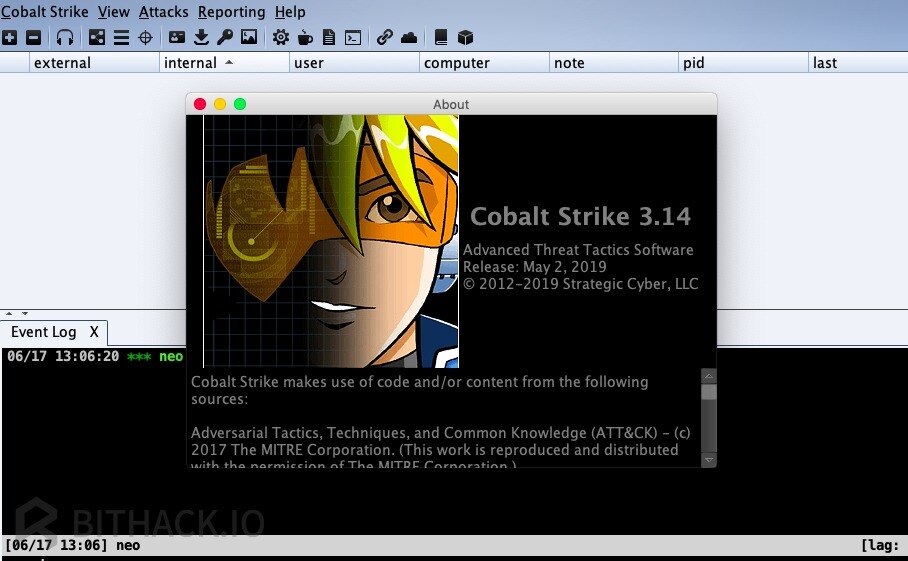 Cobalt Strike View Attacks Reporting Help
external internal user computer note pid last
About
Cobalt Strike 3.14
Advanced Threat Tactics Software
Release: May 2, 2019
© 2012-2019 Strategic Cyber, LLC
Event Log X
06/17 13:06:20 *** neo
Cobalt Strike makes use of code and/or content from the following
sources:
Adversarial Tactics, Techniques, and Common Knowledge (ATT&CK) - (c)
2017 The MITRE Corporation. (This work is reproduced and distributed
with the permission of The MITRE Corporation.)
BITHACK.IO
[06/17 13:06] neo [lag: